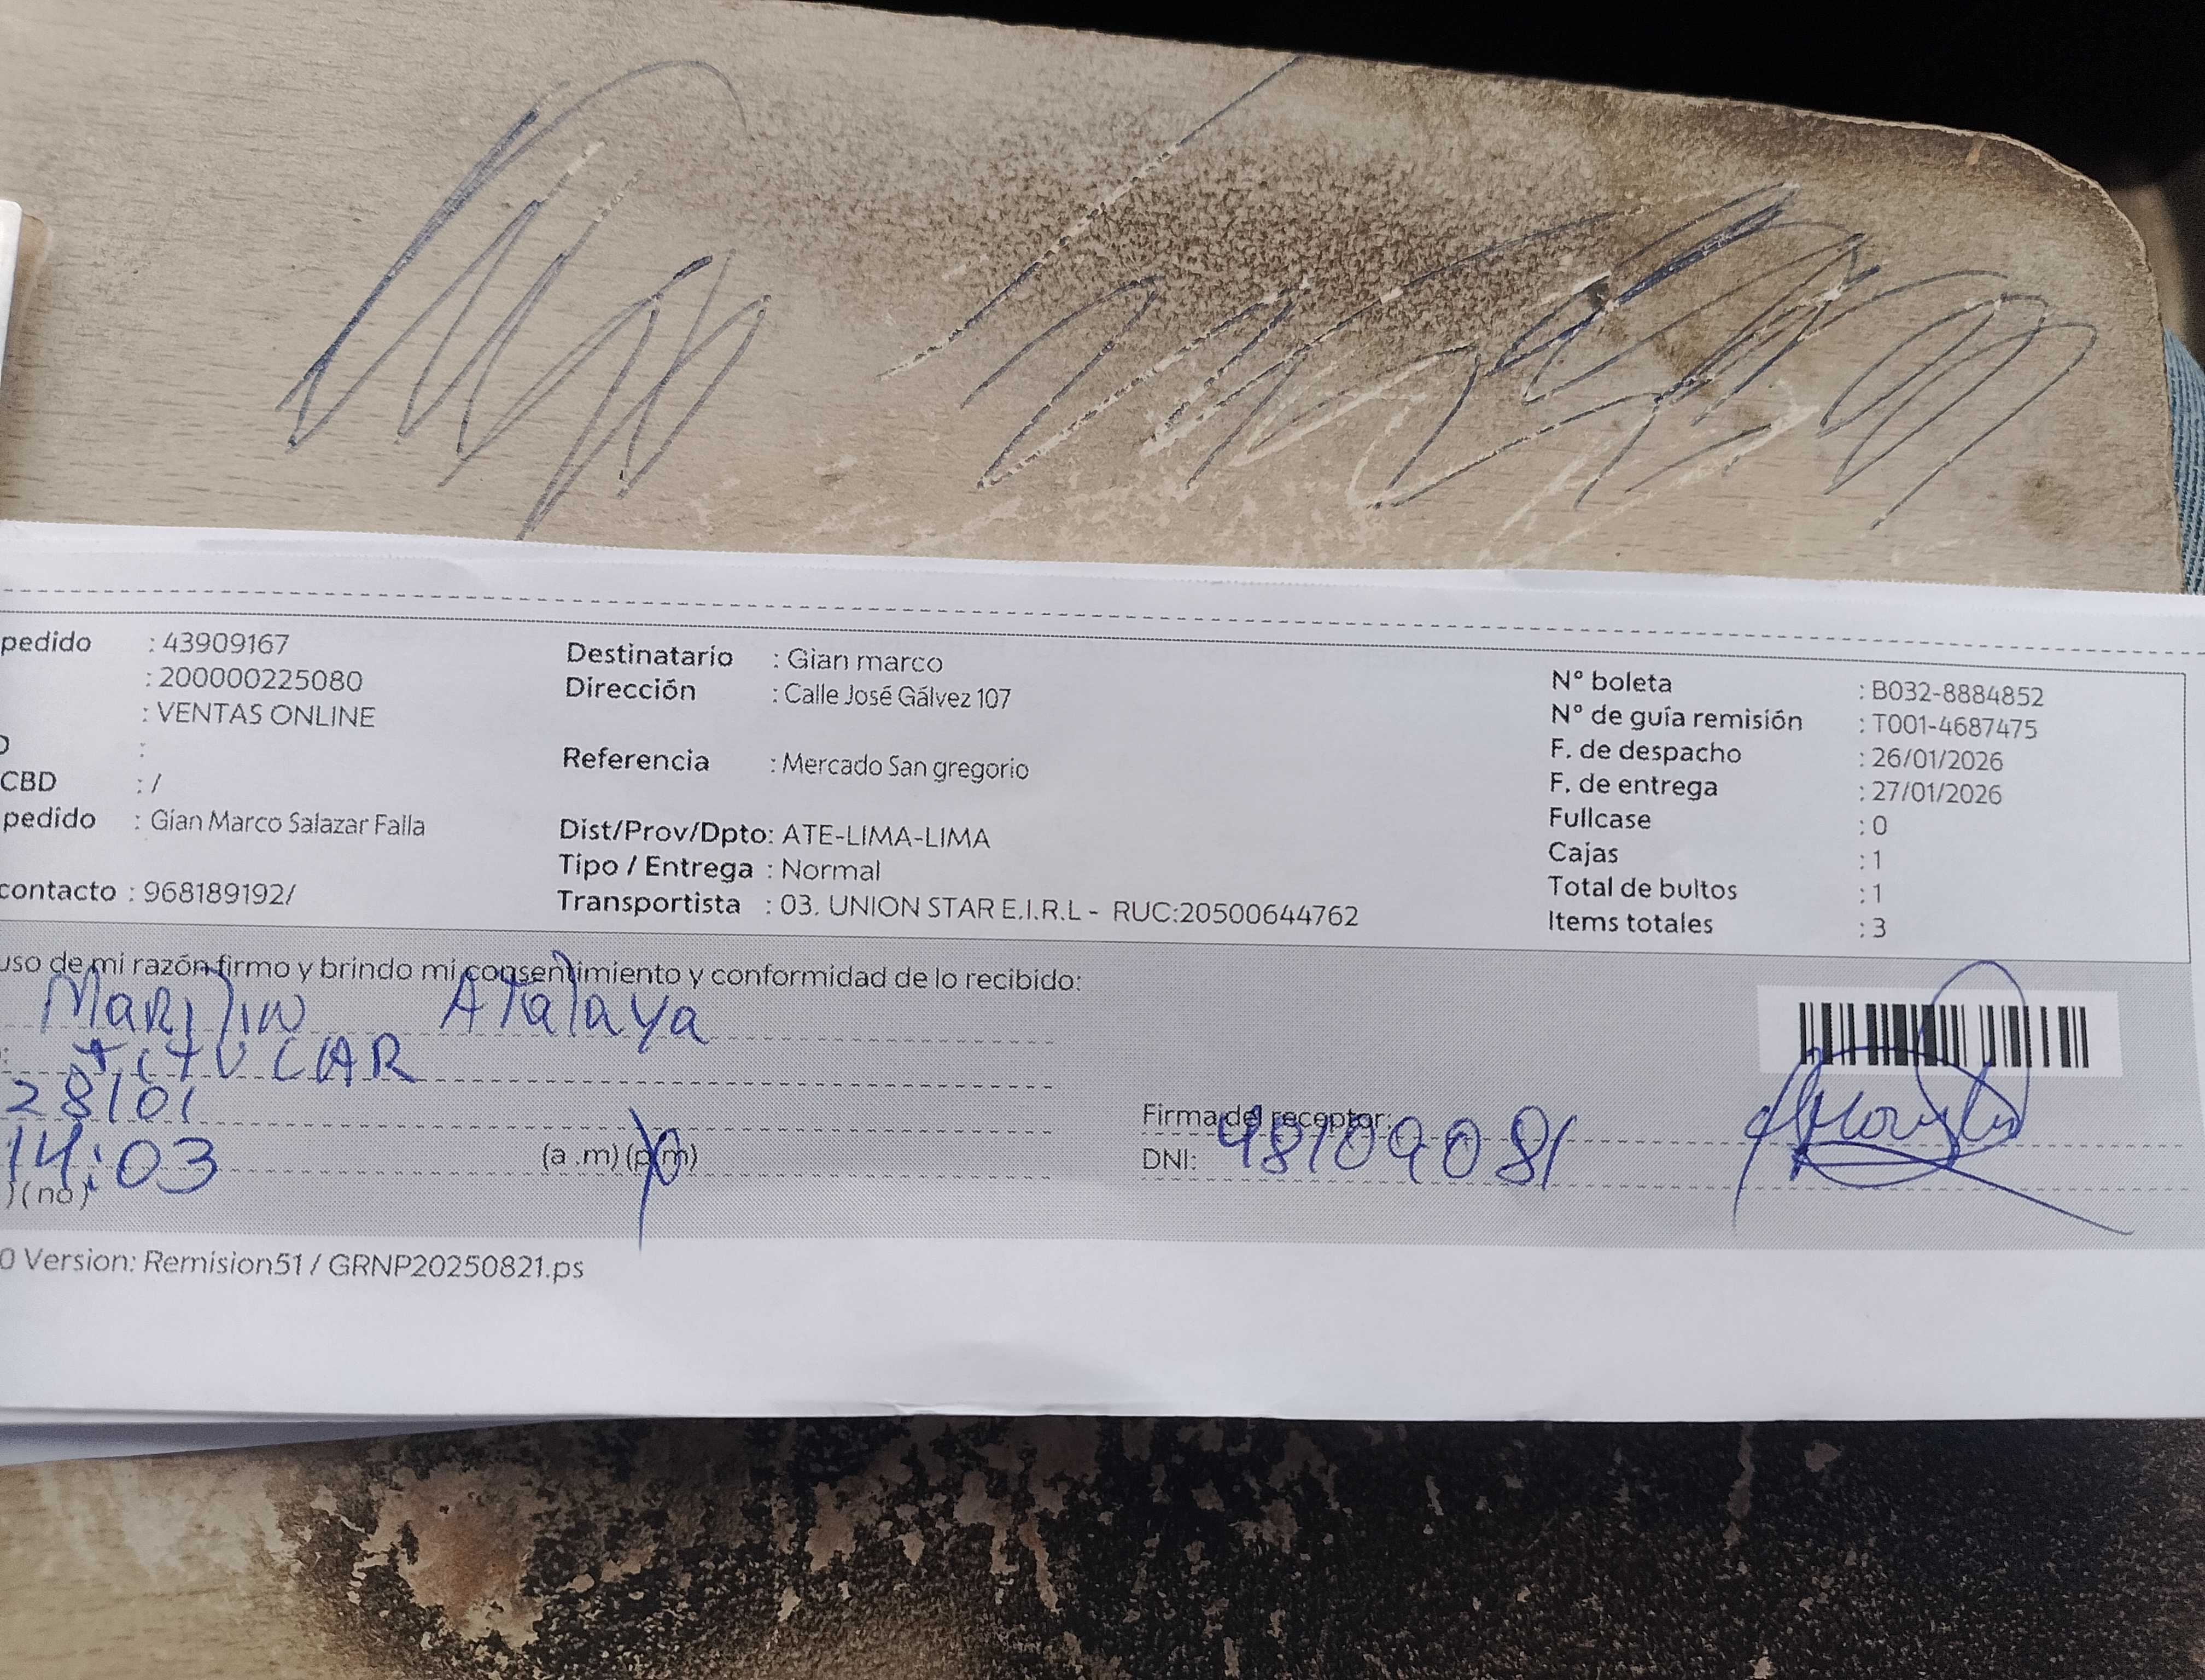 pedido : 43909167
: 200000225080
: VENTAS ONLINE
:
CBD : /
pedido : Gian Marco Salazar Falla
contacto : 968189192/
Destinatario : Gian marco
Dirección : Calle José Gálvez 107
Referencia : Mercado San gregorio
Dist/Prov/Dpto: ATE-LIMA-LIMA
Tipo / Entrega : Normal
Transportista : 03. UNION STAR E.I.R.L - RUC:20500644762
N° boleta : B032-8884852
N° de guía remisión : T001-4687475
F. de despacho : 26/01/2026
F. de entrega : 27/01/2026
Fullcase : 0
Cajas : 1
Total de bultos : 1
Items totales : 3
uso de mi razón firmo y brindo mi consentimiento y conformidad de lo recibido:
Marilin Atalaya
TITULAR
28/01
14:03 (a .m) (p.m)
) (no)
Firma del receptor:
DNI: 48109081
0 Version: Remision51 / GRNP20250821.ps